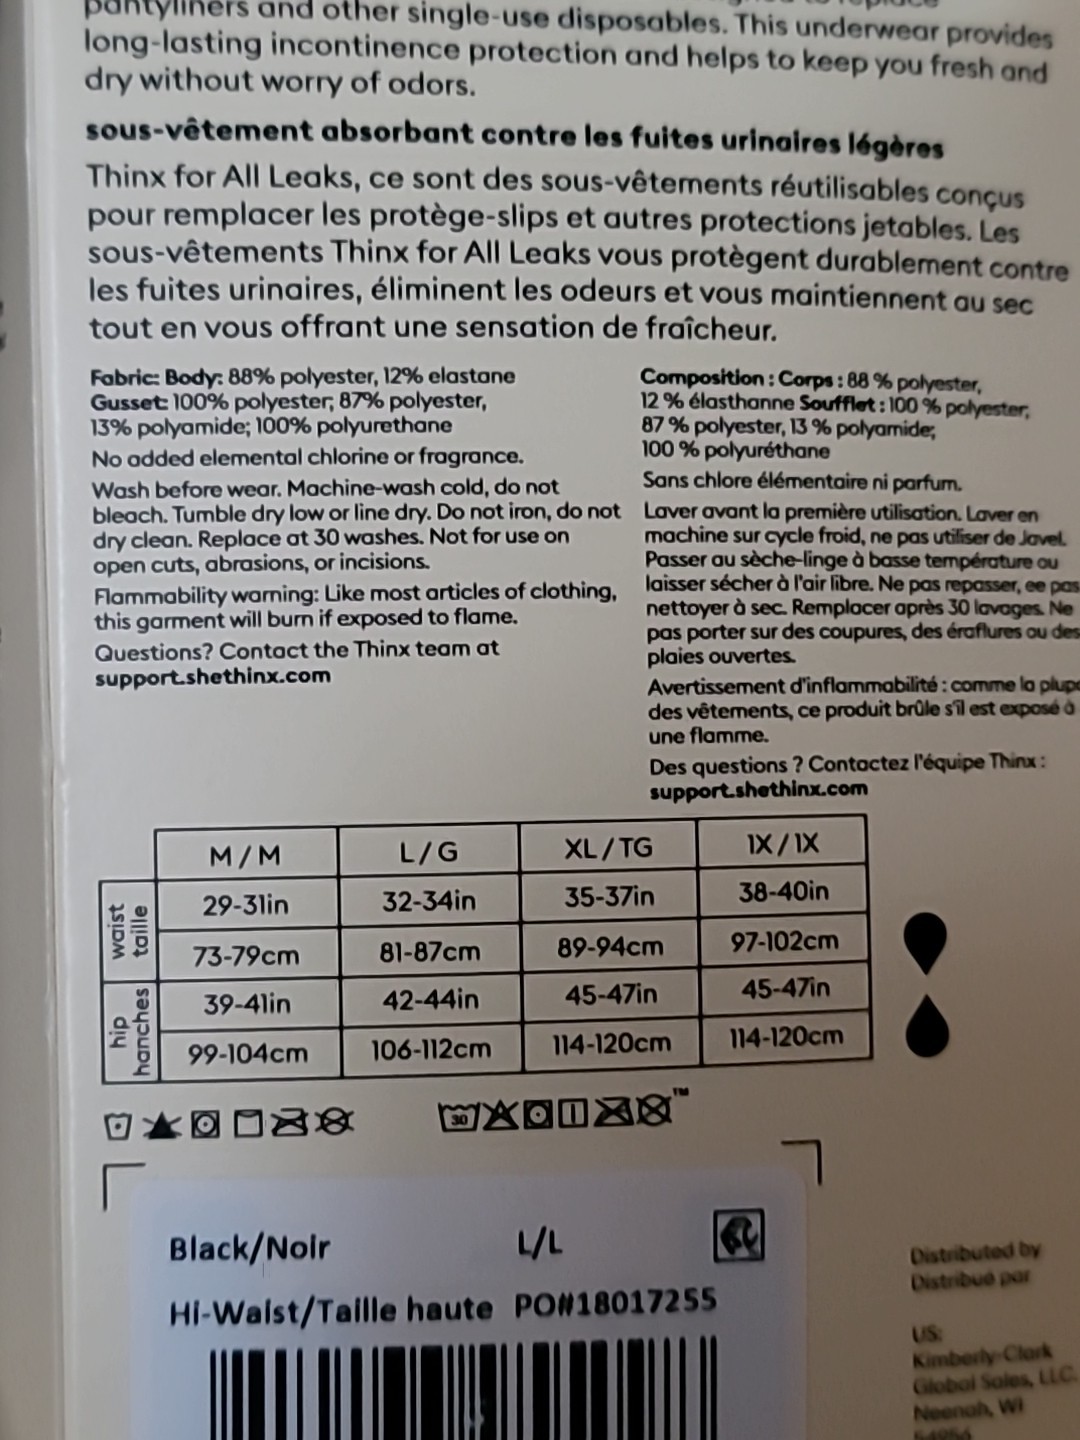 pantyliners and other single-use disposables. This underwear provides
long-lasting incontinence protection and helps to keep you fresh and
dry without worry of odors.
sous-vêtement absorbant contre les fuites urinaires légères
Thinx for All Leaks, ce sont des sous-vêtements réutilisables conçus
pour remplacer les protège-slips et autres protections jetables. Les
sous-vêtements Thinx for All Leaks vous protègent durablement contre
les fuites urinaires, éliminent les odeurs et vous maintiennent au sec
tout en vous offrant une sensation de fraîcheur.
Fabric: Body: 88% polyester, 12% elastane
Gusset: 100% polyester; 87% polyester,
13% polyamide; 100% polyurethane
No added elemental chlorine or fragrance.
Wash before wear. Machine-wash cold, do not
bleach. Tumble dry low or line dry. Do not iron, do not
dry clean. Replace at 30 washes. Not for use on
open cuts, abrasions, or incisions.
Flammability warning: Like most articles of clothing,
this garment will burn if exposed to flame.
Questions? Contact the Thinx team at
support.shethinx.com
Composition : Corps : 88 % polyester,
12 % élasthanne Soufflet : 100 % polyester;
87 % polyester, 13 % polyamide;
100 % polyuréthane
Sans chlore élémentaire ni parfum.
Laver avant la première utilisation. Laver en
machine sur cycle froid, ne pas utiliser de Javel.
Passer au sèche-linge à basse température ou
laisser sécher à l'air libre. Ne pas repasser, ee pas
nettoyer à sec. Remplacer après 30 lavages. Ne
pas porter sur des coupures, des éraflures ou des
plaies ouvertes.
Avertissement d'inflammabilité : comme la plupa
des vêtements, ce produit brûle s'il est exposé à
une flamme.
Des questions ? Contactez l'équipe Thinx :
support.shethinx.com
M / M L / G XL / TG 1X / 1X
waist taille
29-31in 32-34in 35-37in 38-40in
73-79cm 81-87cm 89-94cm 97-102cm
hip hanches
39-41in 42-44in 45-47in 45-47in
99-104cm 106-112cm 114-120cm 114-120cm
30 TM
Black/Noir L/L
Hi-Waist/Taille haute PO#18017255
Distributed by
Distribué par
US:
Kimberly-Clark
Global Sales, LLC.
Neenah, WI
54956